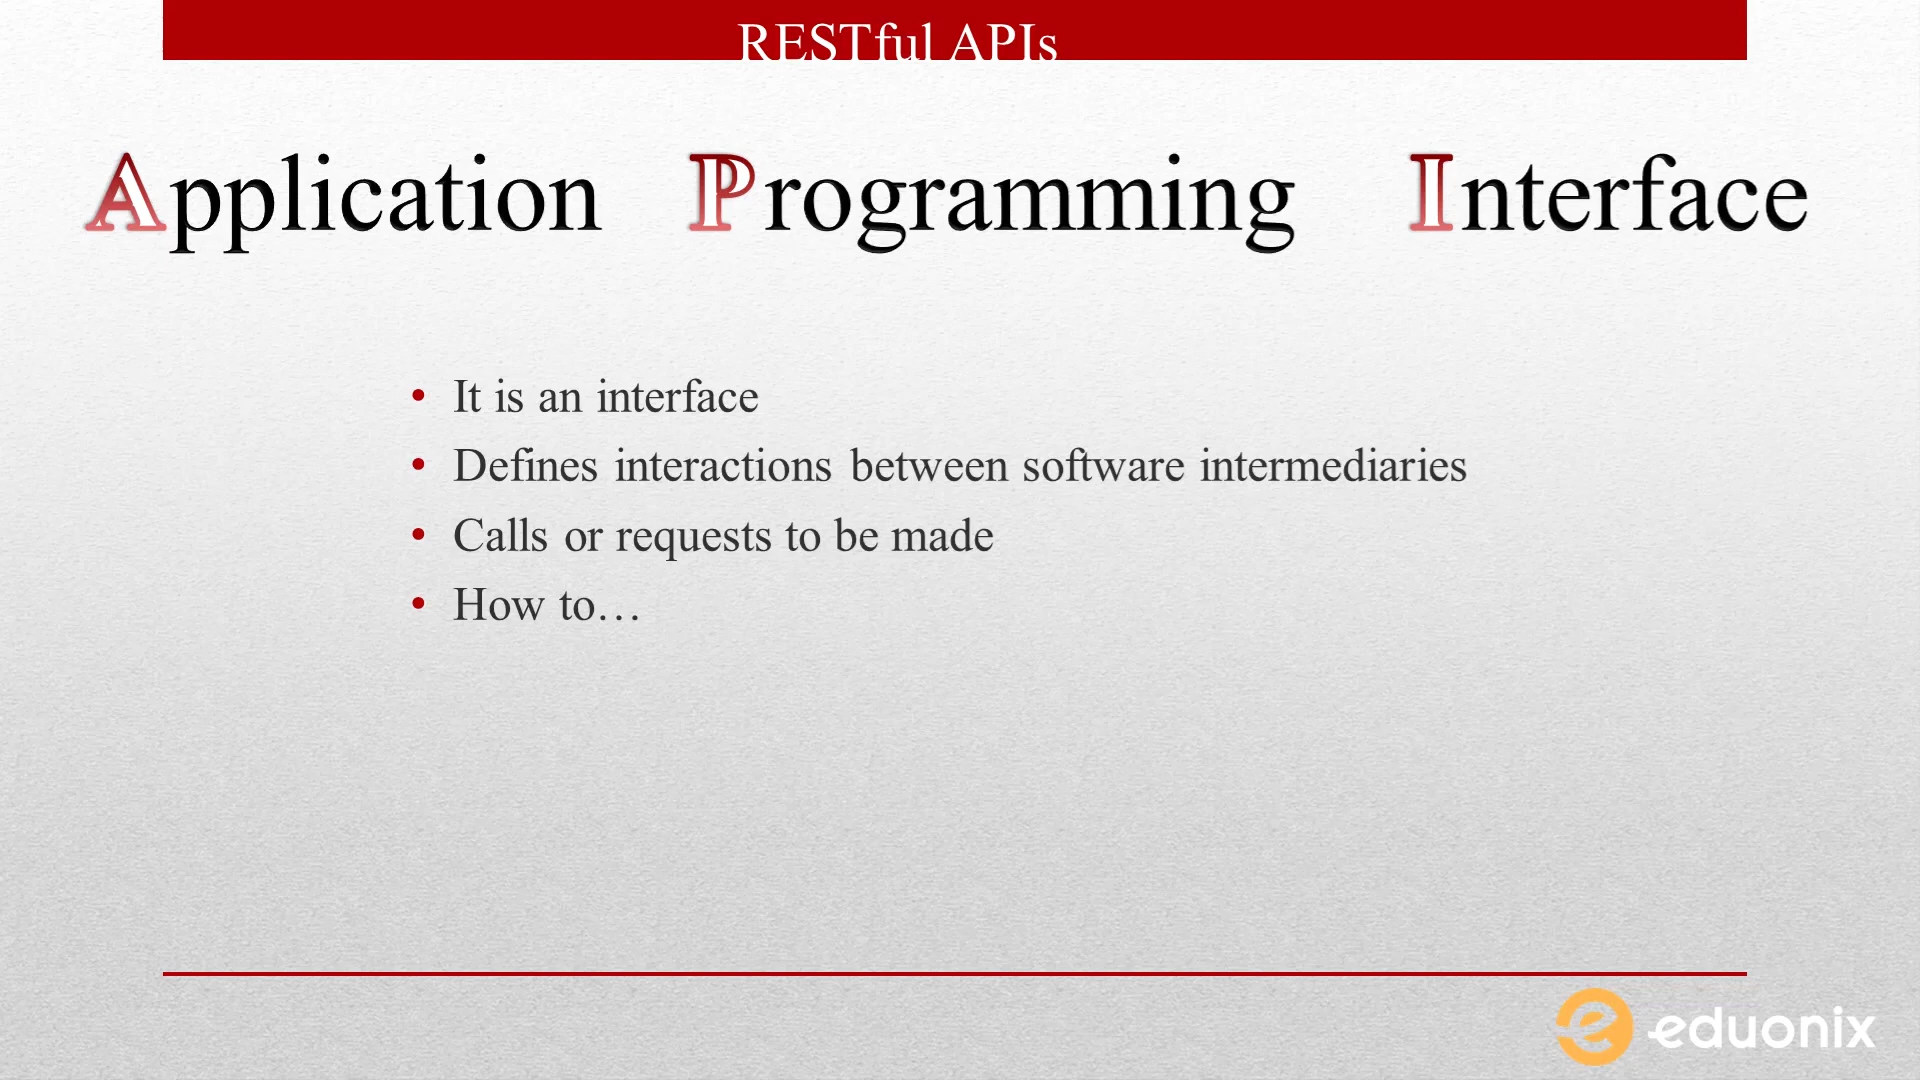 RESTful APIs
Application Programming Interface
• It is an interface
• Defines interactions between software intermediaries
• Calls or requests to be made
• How to…
eduonix